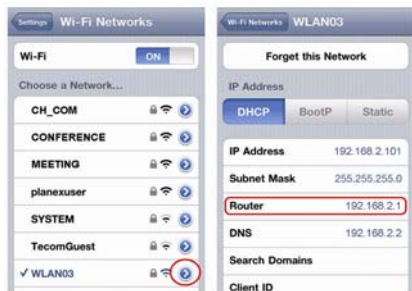 Settings Wi-Fi Networks
Wi-Fi ON
Choose a Network...
CH_COM
CONFERENCE
MEETING
planexuser
SYSTEM
TecomGuest
✓ WLAN03
Wi-Fi Networks WLAN03
Forget this Network
IP Address
DHCP BootP Static
IP Address 192.168.2.101
Subnet Mask 255.255.255.0
Router 192.168.2.1
DNS 192.168.2.2
Search Domains
Client ID